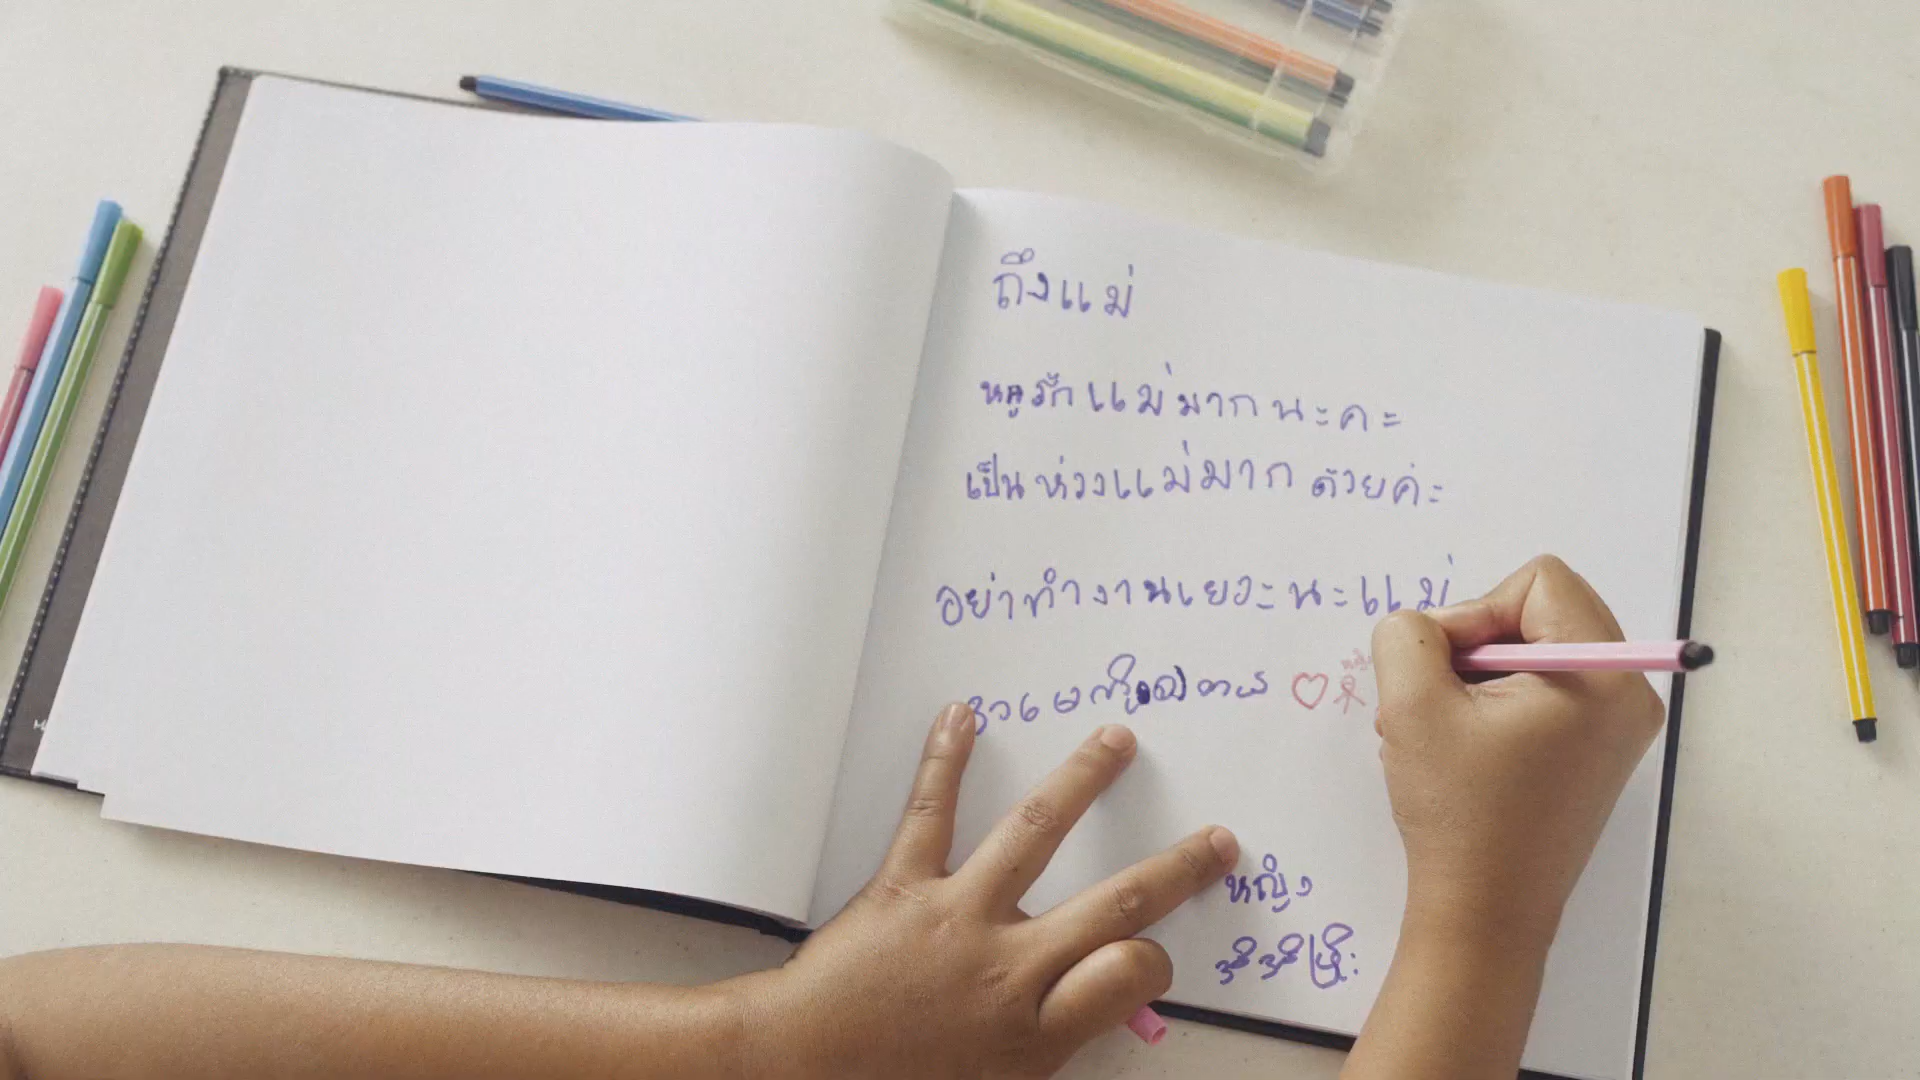 ถึงแม่
หนูรักแม่มากนะคะ
เป็นห่วงแม่มากด้วยค่ะ
อย่าทำงานเยอะนะแม่
หญิง